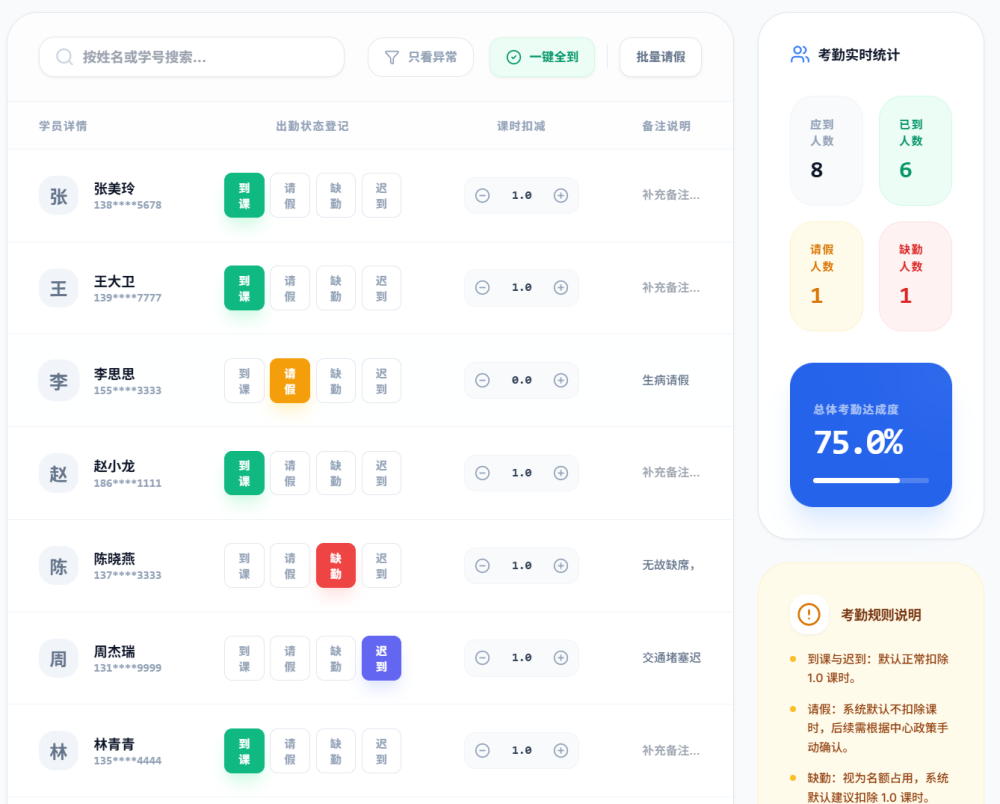 按姓名或学号搜索...
只看异常
一键全到
批量请假
学员详情
出勤状态登记
课时扣减
备注说明
张
张美玲
138****5678
到课
请假
缺勤
迟到
1.0
补充备注...
王
王大卫
139****7777
到课
请假
缺勤
迟到
1.0
补充备注...
李
李思思
155****3333
到课
请假
缺勤
迟到
0.0
生病请假
赵
赵小龙
186****1111
到课
请假
缺勤
迟到
1.0
补充备注...
陈
陈晓燕
137****3333
到课
请假
缺勤
迟到
1.0
无故缺席，
周
周杰瑞
131****9999
到课
请假
缺勤
迟到
1.0
交通堵塞迟
林
林青青
135****4444
到课
请假
缺勤
迟到
1.0
补充备注...
考勤实时统计
应到
人数
8
已到
人数
6
请假
人数
1
缺勤
人数
1
总体考勤达成度
75.0%
考勤规则说明
到课与迟到：默认正常扣除
1.0 课时。
请假：系统默认不扣除课
时，后续需根据中心政策手
动确认。
缺勤：视为名额占用，系统
默认建议扣除 1.0 课时。